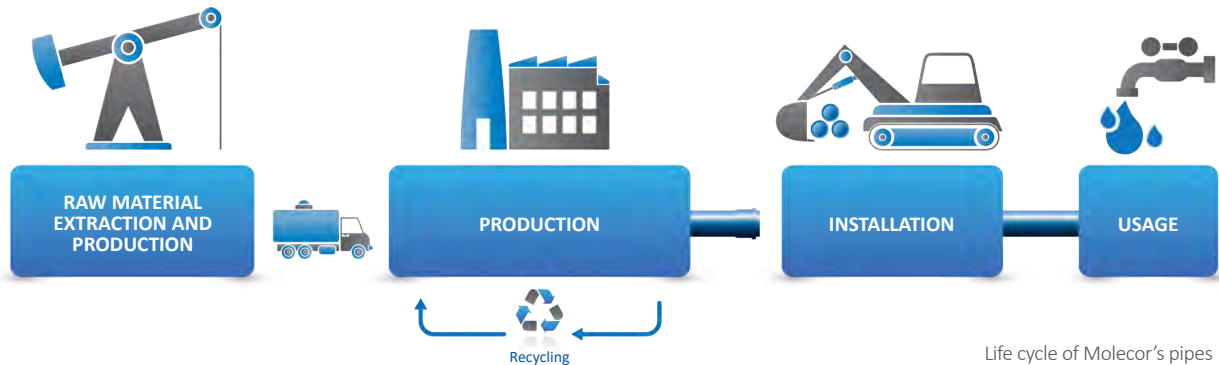 RAW MATERIAL
EXTRACTION AND
PRODUCTION
PRODUCTION
INSTALLATION
USAGE
Recycling
Life cycle of Molecor's pipes